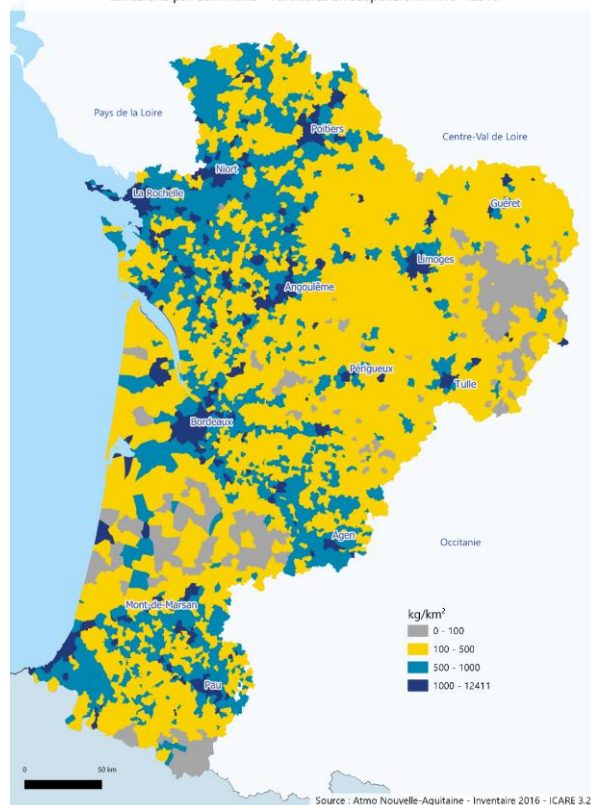 Pays de la Loire
Poitiers
Centre-Val de Loire
Niort
La Rochelle
Guéret
Limoges
Angoulême
Périgueux
Tulle
Bordeaux
Agen
Occitanie
Mont-de-Marsan
Pau
kg/km²
0 - 100
100 - 500
500 - 1000
1000 - 12411
0 50 km
Source : Atmo Nouvelle-Aquitaine - Inventaire 2016 - ICARE 3.2